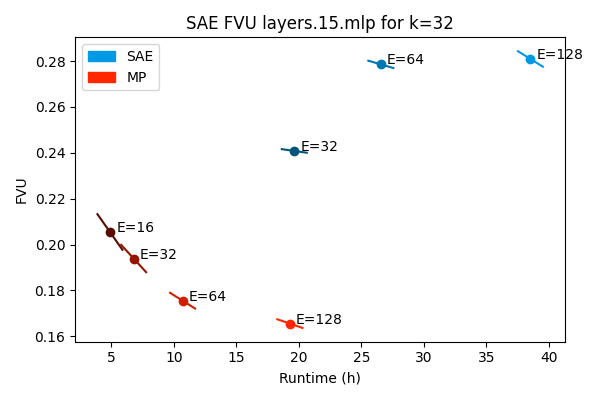 SAE FVU layers.15.mlp for k=32
SAE
MP
E=128
E=64
E=32
E=16
E=32
E=64
E=128
0.28
0.26
0.24
0.22
0.20
0.18
0.16
FVU
5
10
15
20
25
30
35
40
Runtime (h)